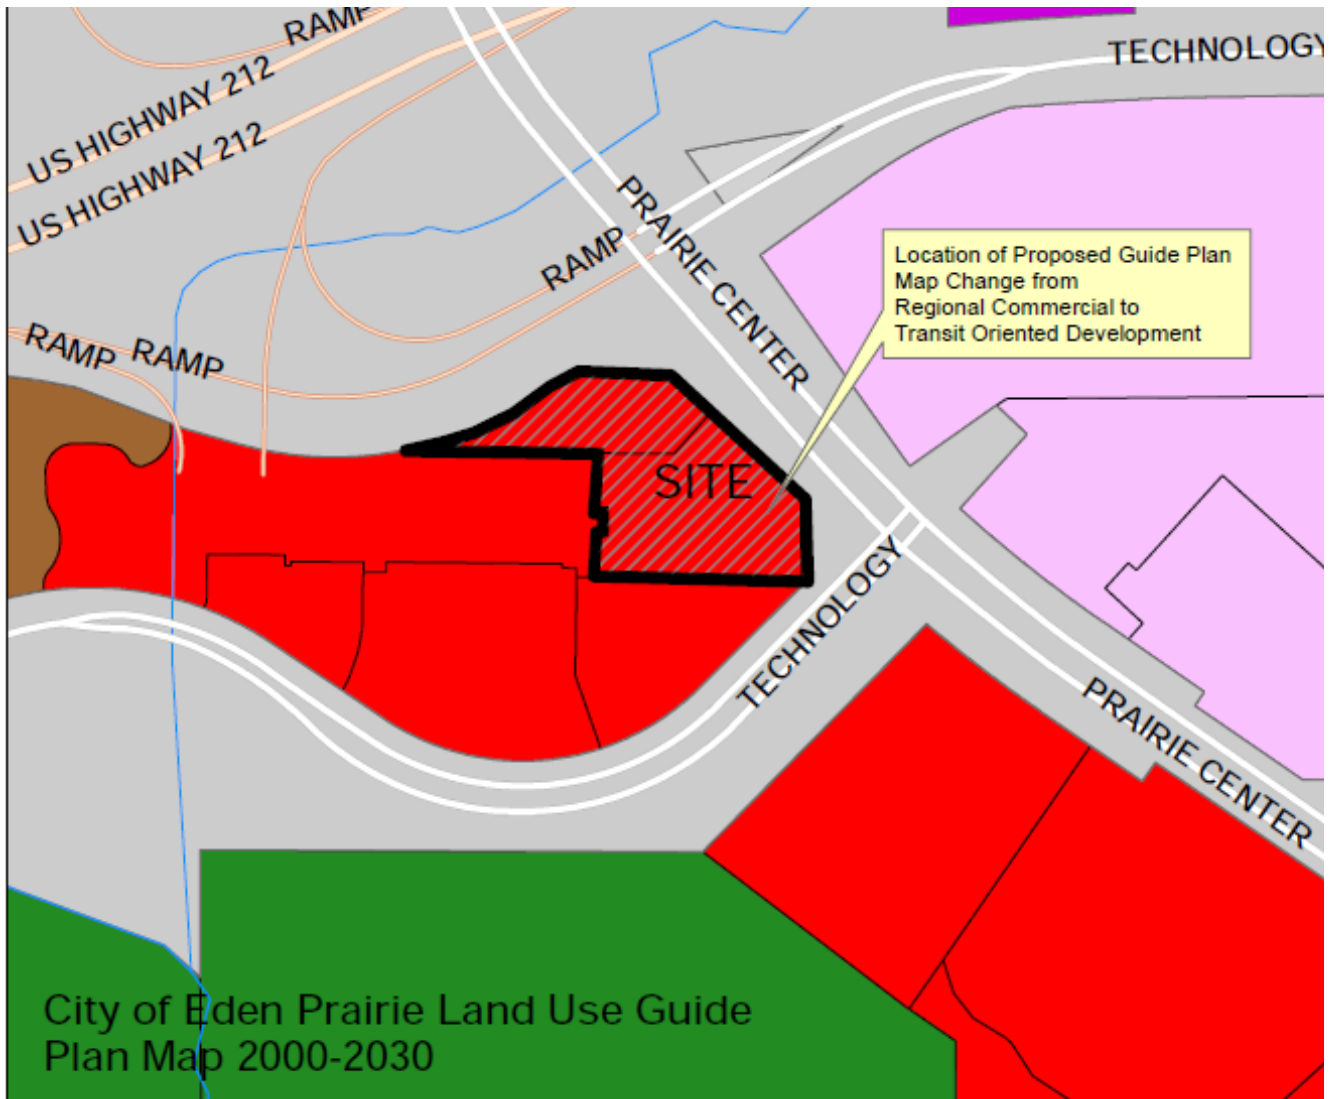 RAMP
US HIGHWAY 212
US HIGHWAY 212
TECHNOLOGY
PRAIRIE CENTER
RAMP
RAMP
RAMP
Location of Proposed Guide Plan
Map Change from
Regional Commercial to
Transit Oriented Development
SITE
TECHNOLOGY
PRAIRIE CENTER
City of Eden Prairie Land Use Guide
Plan Map 2000-2030